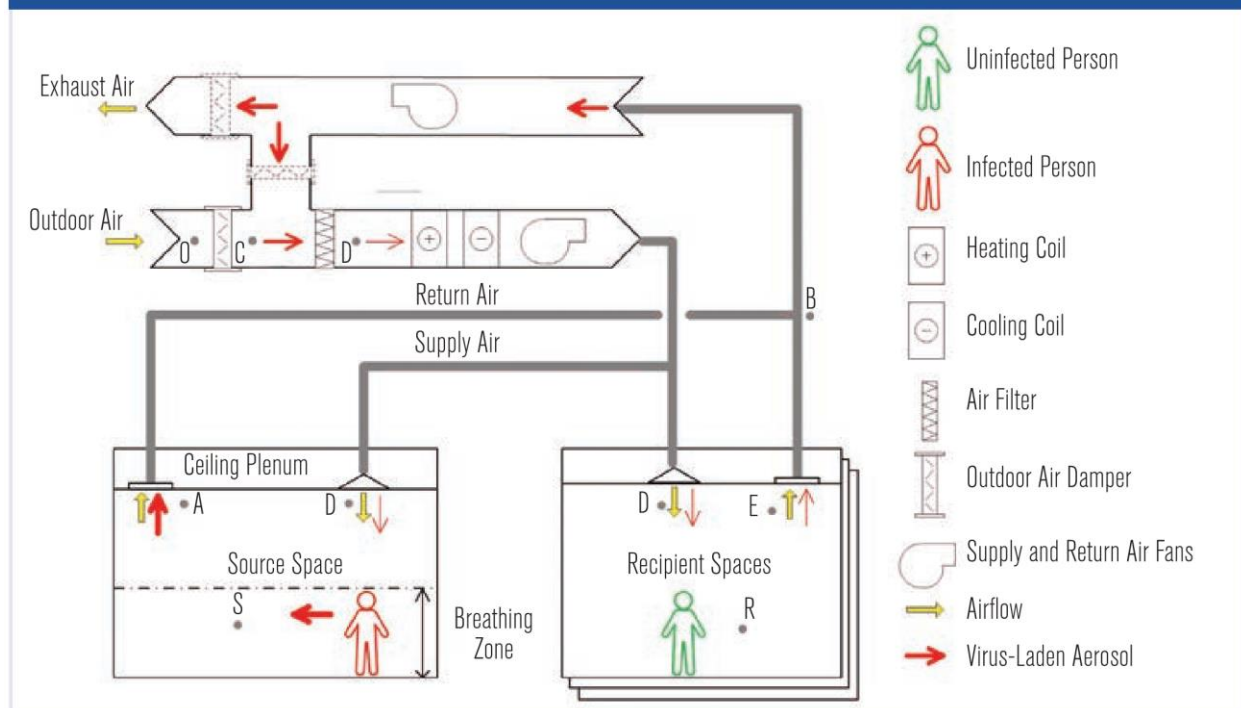 Exhaust Air
Outdoor Air
O
C
D
Return Air
B
Supply Air
Ceiling Plenum
A
D
D
E
Source Space
Recipient Spaces
S
Breathing
Zone
R
Uninfected Person
Infected Person
+
Heating Coil
−
Cooling Coil
Air Filter
Outdoor Air Damper
Supply and Return Air Fans
Airflow
Virus-Laden Aerosol